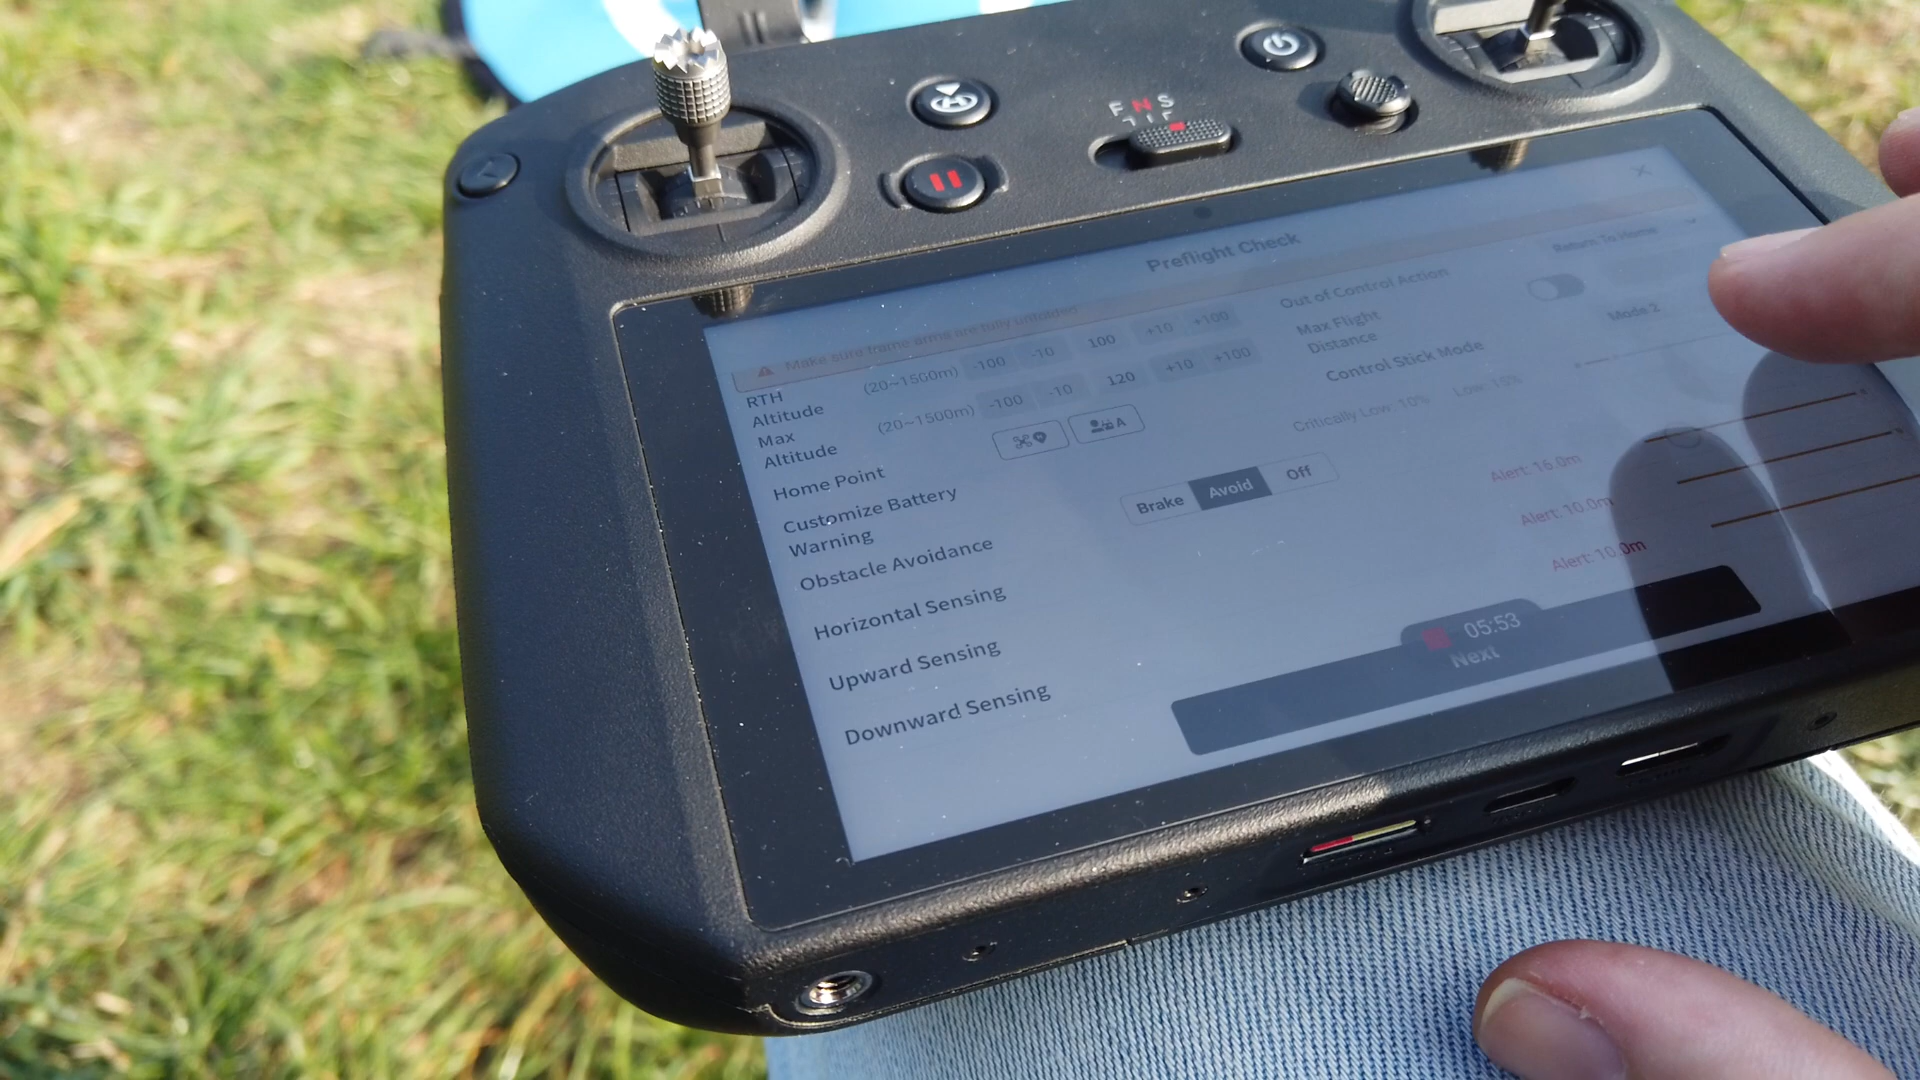 F N S
Preflight Check
Make sure frame arms are fully unfolded
RTH Altitude (20~1500m) -100 -10 100 +10 +100
Max Altitude (20~1500m) -100 -10 120 +10 +100
Home Point
A
Customize Battery Warning
Critically Low: 10% Low: 15%
Obstacle Avoidance
Brake Avoid Off
Horizontal Sensing
Alert: 16.0m
Upward Sensing
Alert: 10.0m
Downward Sensing
Alert: 10.0m
Out of Control Action
Return To Home
Max Flight Distance
Control Stick Mode
Mode 2
05:53
Next